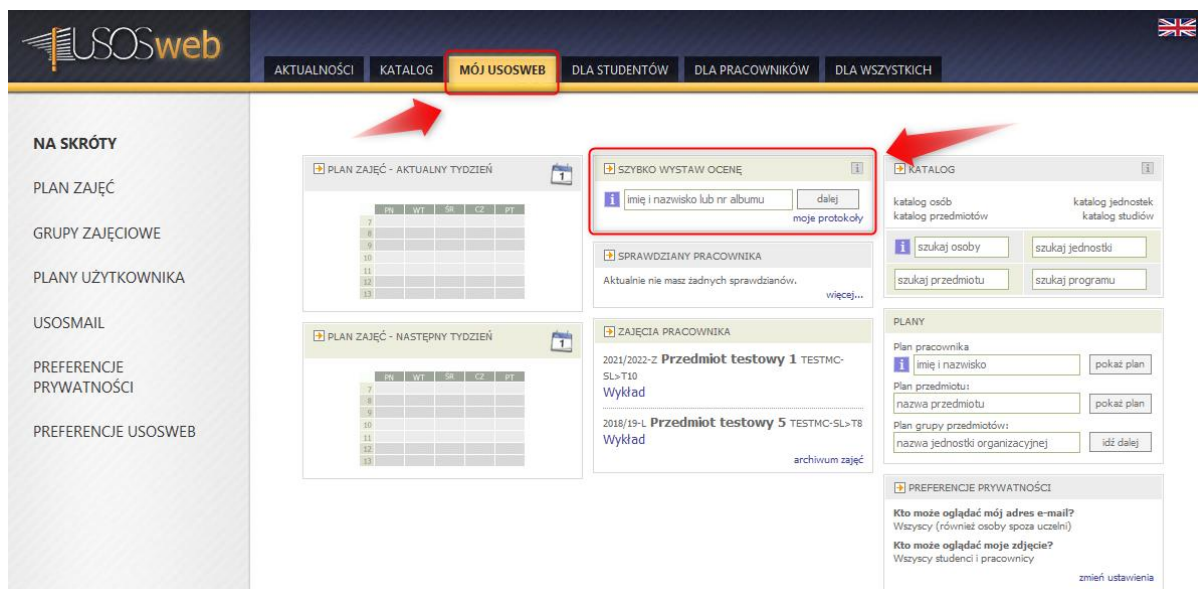 USOSweb
AKTUALNOŚCI KATALOG MÓJ USOSWEB DLA STUDENTÓW DLA PRACOWNIKÓW DLA WSZYSTKICH
NA SKRÓTY
PLAN ZAJĘĆ
GRUPY ZAJĘCIOWE
PLANY UŻYTKOWNIKA
USOSMAIL
PREFERENCJE
PRYWATNOŚCI
PREFERENCJE USOSWEB
PLAN ZAJĘĆ - AKTUALNY TYDZIEŃ
1
PN WT ŚR CZ PT
7
8
9
10
11
12
13
PLAN ZAJĘĆ - NASTĘPNY TYDZIEŃ
1
PN WT ŚR CZ PT
7
8
9
10
11
12
13
SZYBKO WYSTAW OCENĘ i
i imię i nazwisko lub nr albumu dalej
moje protokoły
SPRAWDZIANY PRACOWNIKA
Aktualnie nie masz żadnych sprawdzianów.
więcej...
ZAJĘCIA PRACOWNIKA
2021/2022-Z Przedmiot testowy 1 TESTMC-
SL>T10
Wykład
2018/19-L Przedmiot testowy 5 TESTMC-SL>T8
Wykład
archiwum zajęć
KATALOG i
katalog osób katalog jednostek
katalog przedmiotów katalog studiów
i szukaj osoby szukaj jednostki
szukaj przedmiotu szukaj programu
PLANY
Plan pracownika
i imię i nazwisko pokaż plan
Plan przedmiotu:
nazwa przedmiotu pokaż plan
Plan grupy przedmiotów:
nazwa jednostki organizacyjnej idź dalej
PREFERENCJE PRYWATNOŚCI
Kto może oglądać mój adres e-mail?
Wszyscy (również osoby spoza uczelni)
Kto może oglądać moje zdjęcie?
Wszyscy studenci i pracownicy
zmień ustawienia